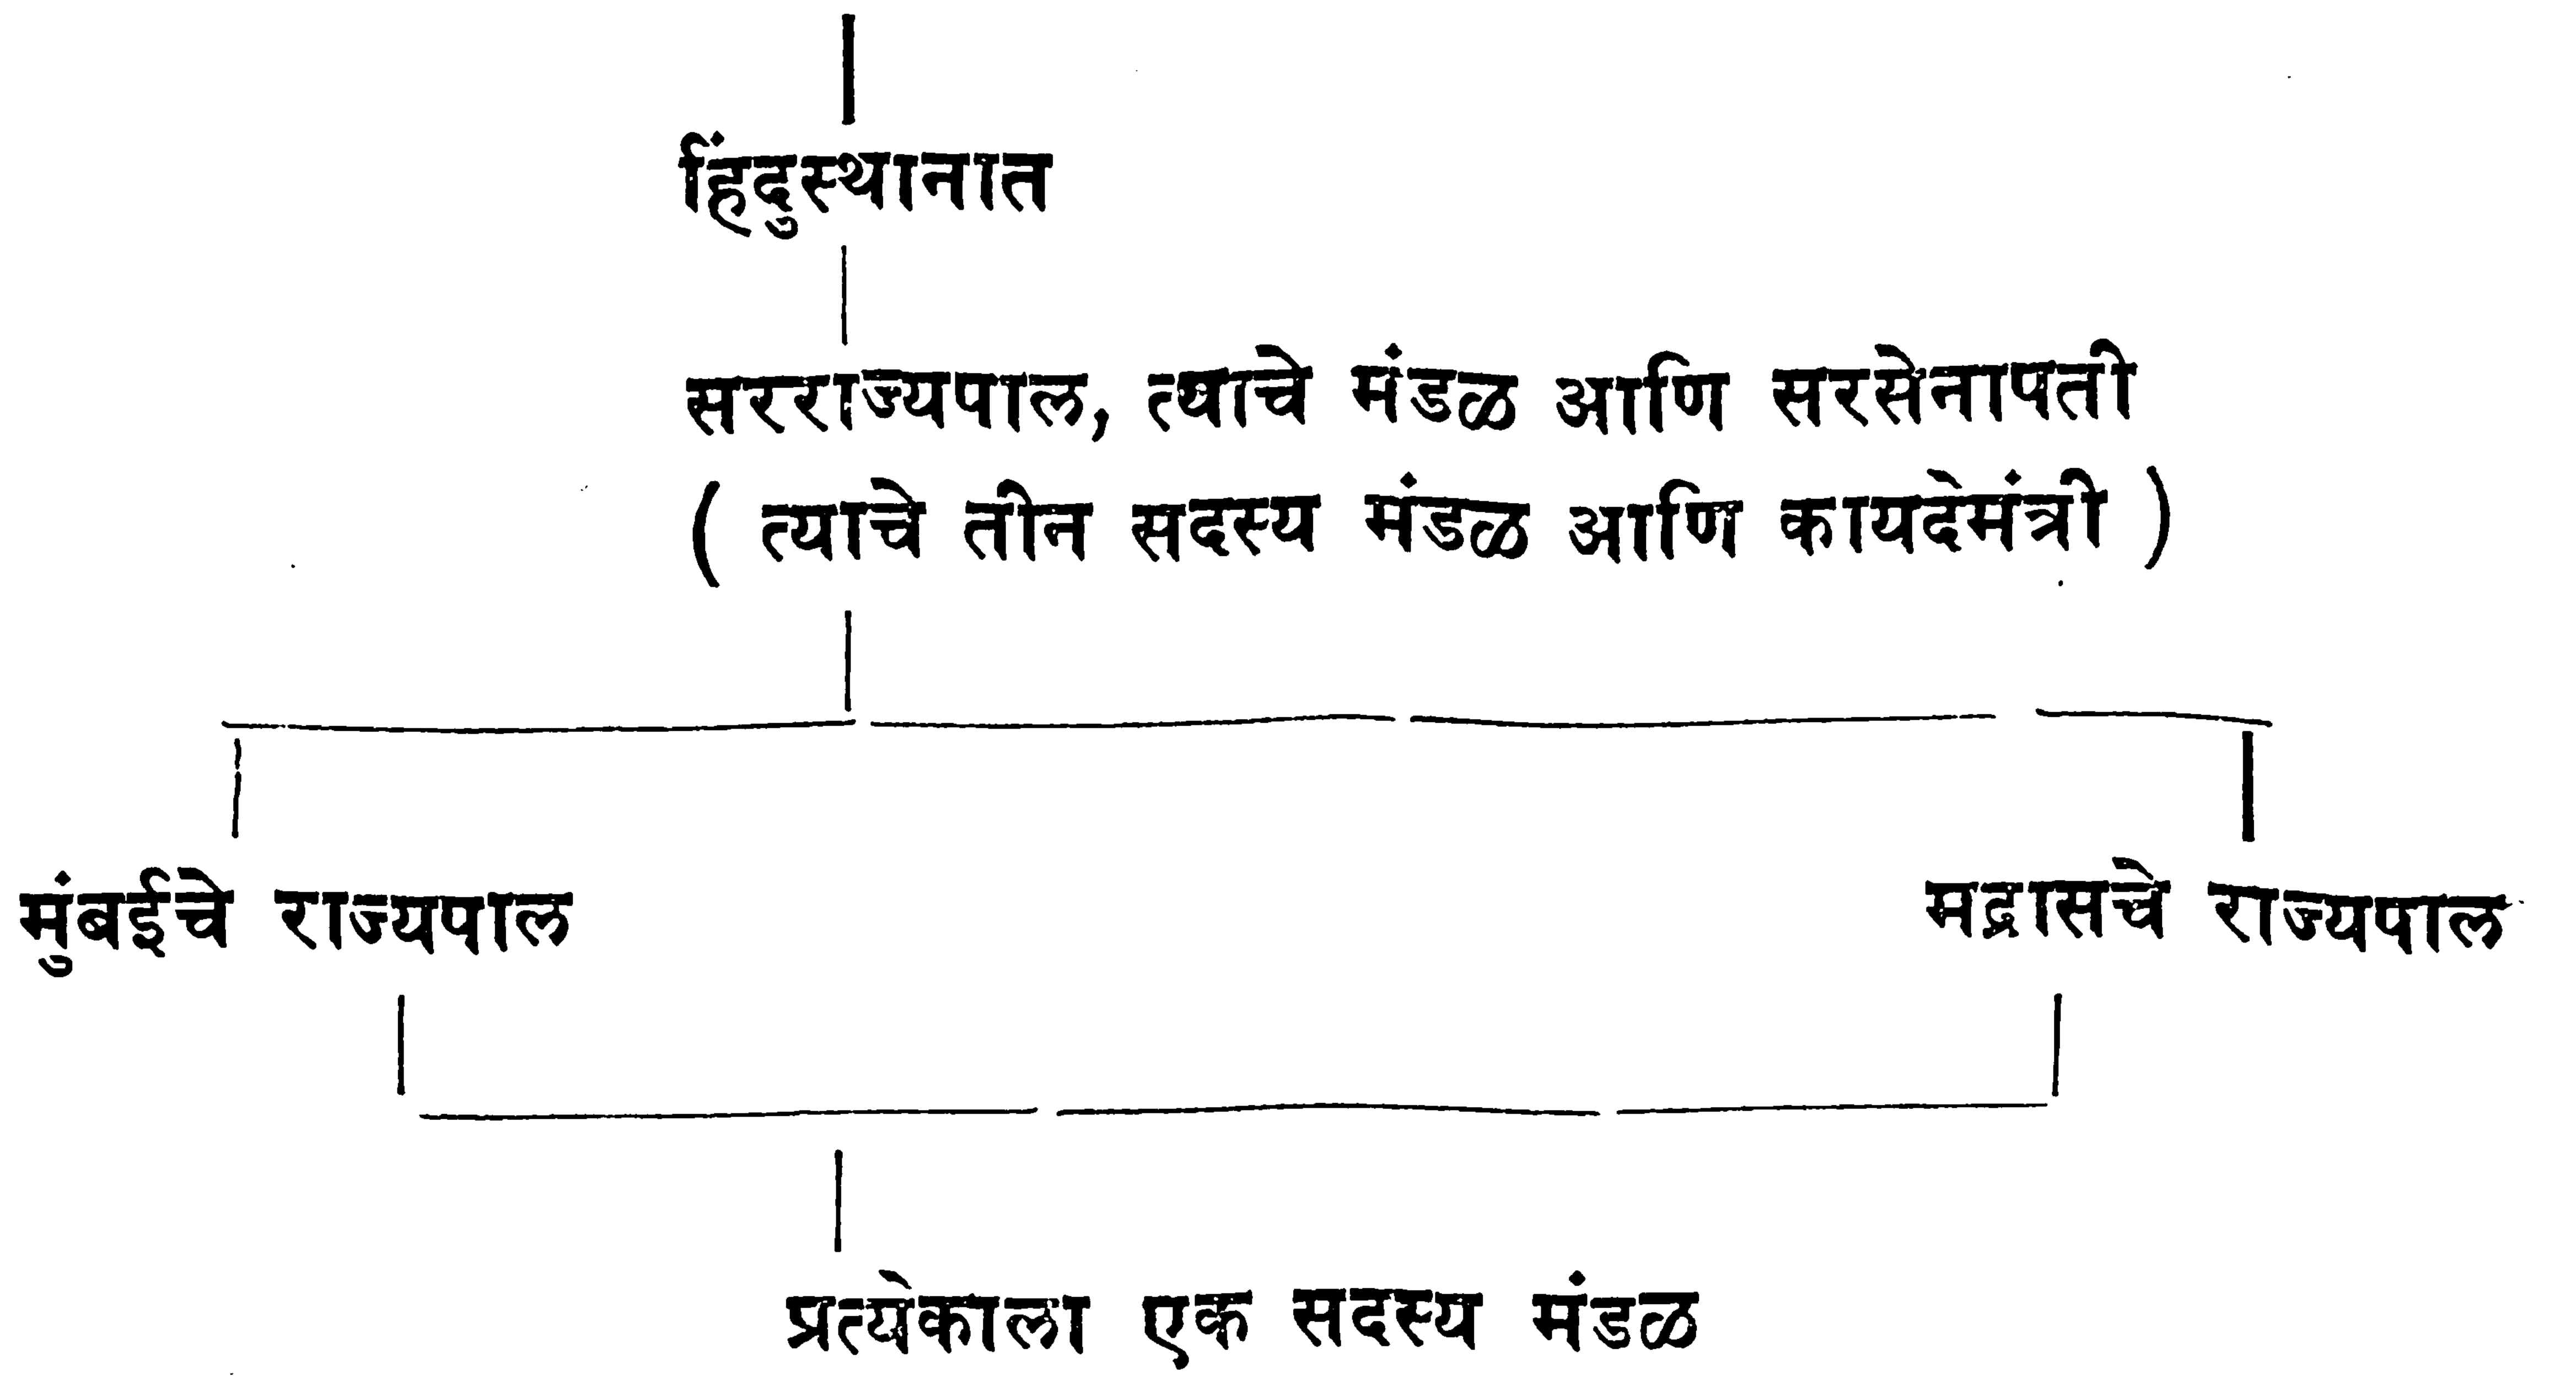 हिंदुस्थानात
सरराज्यपाल, त्याचे मंडळ आणि सरसेनापती
( त्याचे तीन सदस्य मंडळ आणि कायदेमंत्री )
मुंबईचे राज्यपाल
मद्रासचे राज्यपाल
प्रत्येकाला एक सदस्य मंडळ